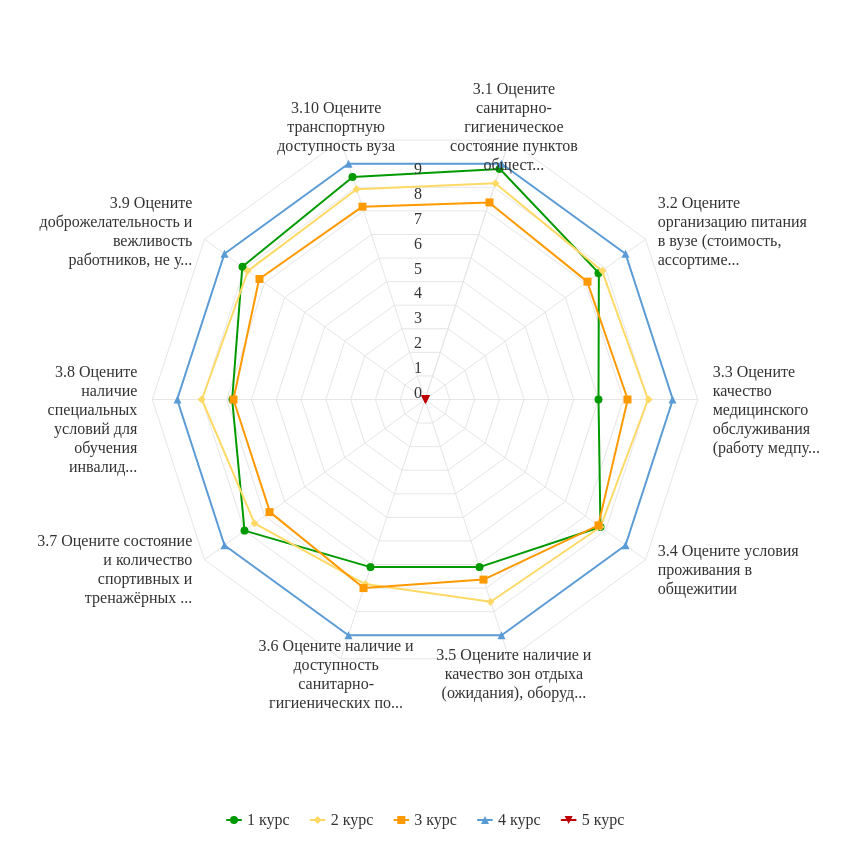 3.1 Оцените
санитарно-
гигиеническое
состояние пунктов
общест...
3.2 Оцените
организацию питания
в вузе (стоимость,
ассортиме...
3.3 Оцените
качество
медицинского
обслуживания
(работу медпу...
3.4 Оцените условия
проживания в
общежитии
3.5 Оцените наличие и
качество зон отдыха
(ожидания), оборуд...
3.6 Оцените наличие и
доступность
санитарно-
гигиенических по...
3.7 Оцените состояние
и количество
спортивных и
тренажёрных ...
3.8 Оцените
наличие
специальных
условий для
обучения
инвалид...
3.9 Оцените
доброжелательность и
вежливость
работников, не у...
3.10 Оцените
транспортную
доступность вуза
9
8
7
6
5
4
3
2
1
0
1 курс
2 курс
3 курс
4 курс
5 курс